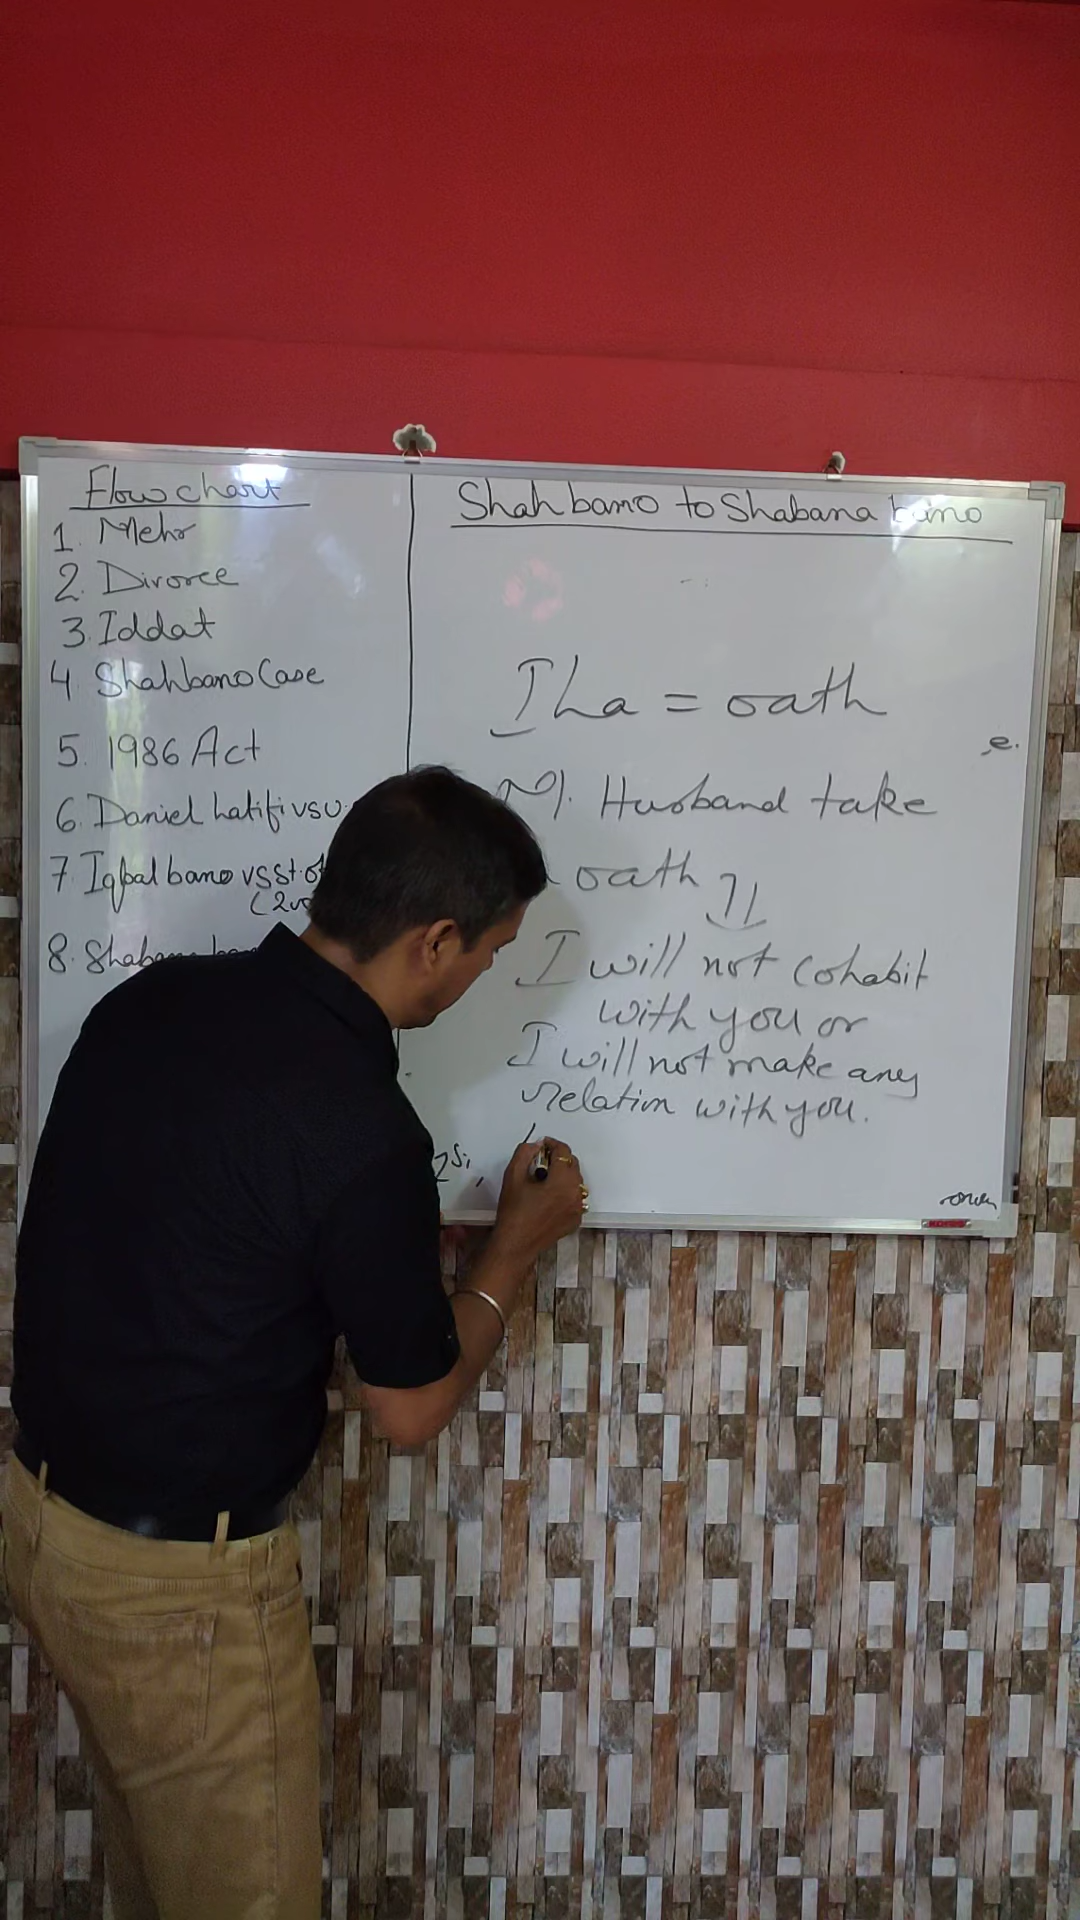 Flow chart
1. Mehr
2. Divorce
3. Iddat
4 Shahbano Case
5. 1986 Act
6. Daniel Latifi vs U
7 Iqbal bano vs St. of
8. Shabana
Shah bano to Shabana bano
Ila = oath
e.
M. Husband take
oath
I will not cohabit
with you or
I will not make any
relation with you.
KORES